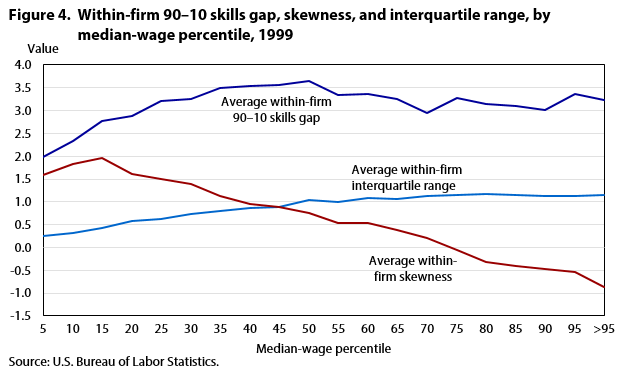 Figure 4. Within-firm 90–10 skills gap, skewness, and interquartile range, by
median-wage percentile, 1999
Value
4.0
3.5
3.0
2.5
2.0
1.5
1.0
0.5
0.0
-0.5
-1.0
-1.5
Average within-firm
90–10 skills gap
Average within-firm
interquartile range
Average within-
firm skewness
5 10 15 20 25 30 35 40 45 50 55 60 65 70 75 80 85 90 95 >95
Median-wage percentile
Source: U.S. Bureau of Labor Statistics.